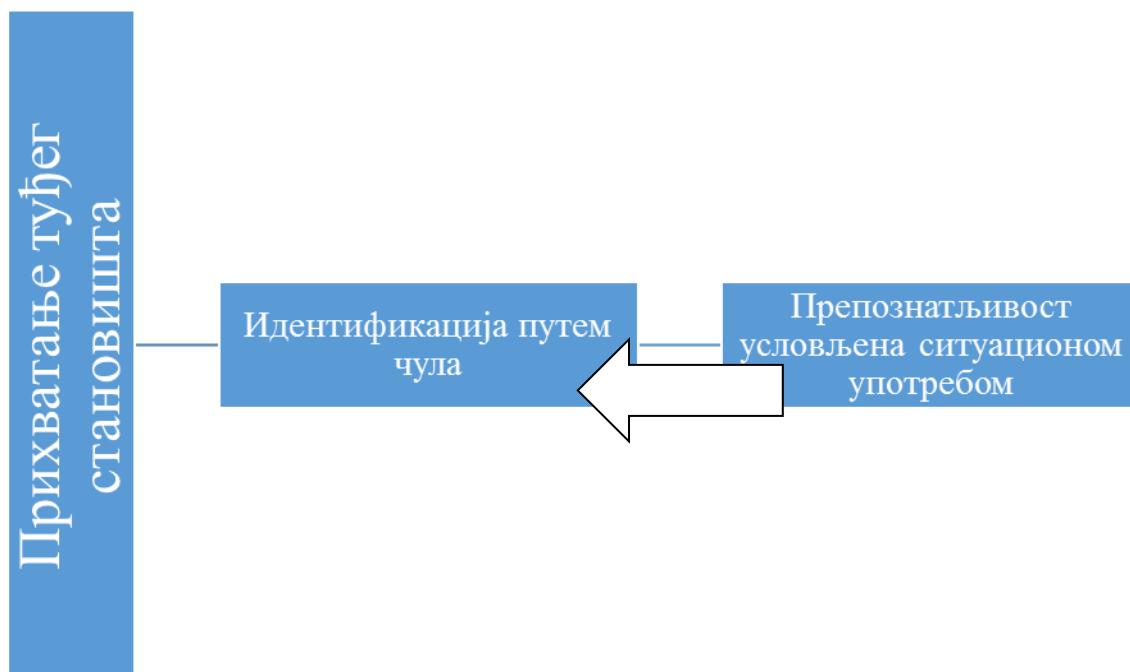 Прихватање туђег
становишта
Идентификација путем
чула
Препознатљивост
условљена ситуационом
употребом